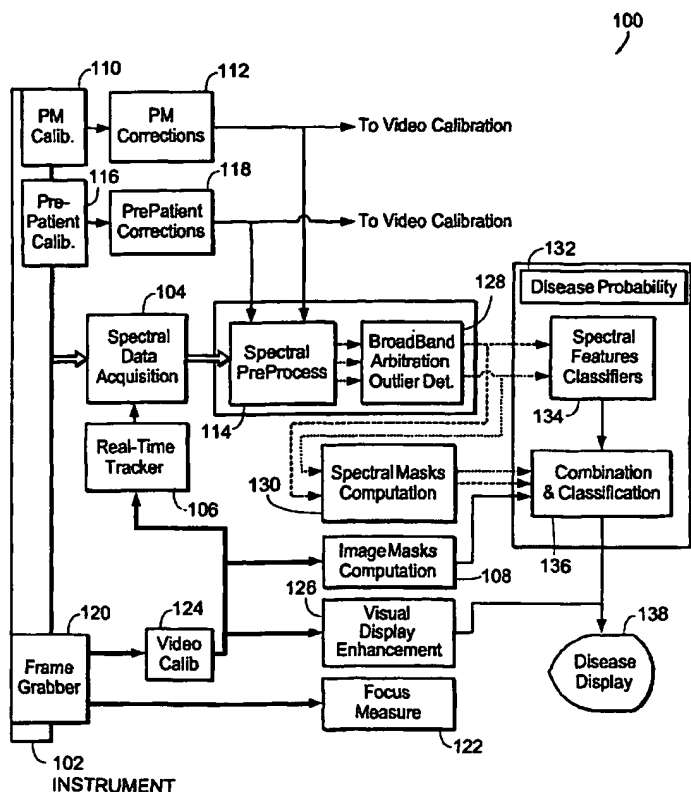 100
110
112
PM
Calib.
PM
Corrections
To Video Calibration
116
118
Pre-
Patient
Calib.
PrePatient
Corrections
To Video Calibration
132
Disease Probability
104
128
Spectral
Data
Acquisition
Spectral
PreProcess
BroadBand
Arbitration
Outlier Det.
Spectral
Features
Classifiers
134
114
Real-Time
Tracker
106
130
Spectral Masks
Computation
Combination
& Classification
136
Image Masks
Computation
108
120
124
126
138
Frame
Grabber
Video
Calib
Visual
Display
Enhancement
Disease
Display
Focus
Measure
122
102
INSTRUMENT